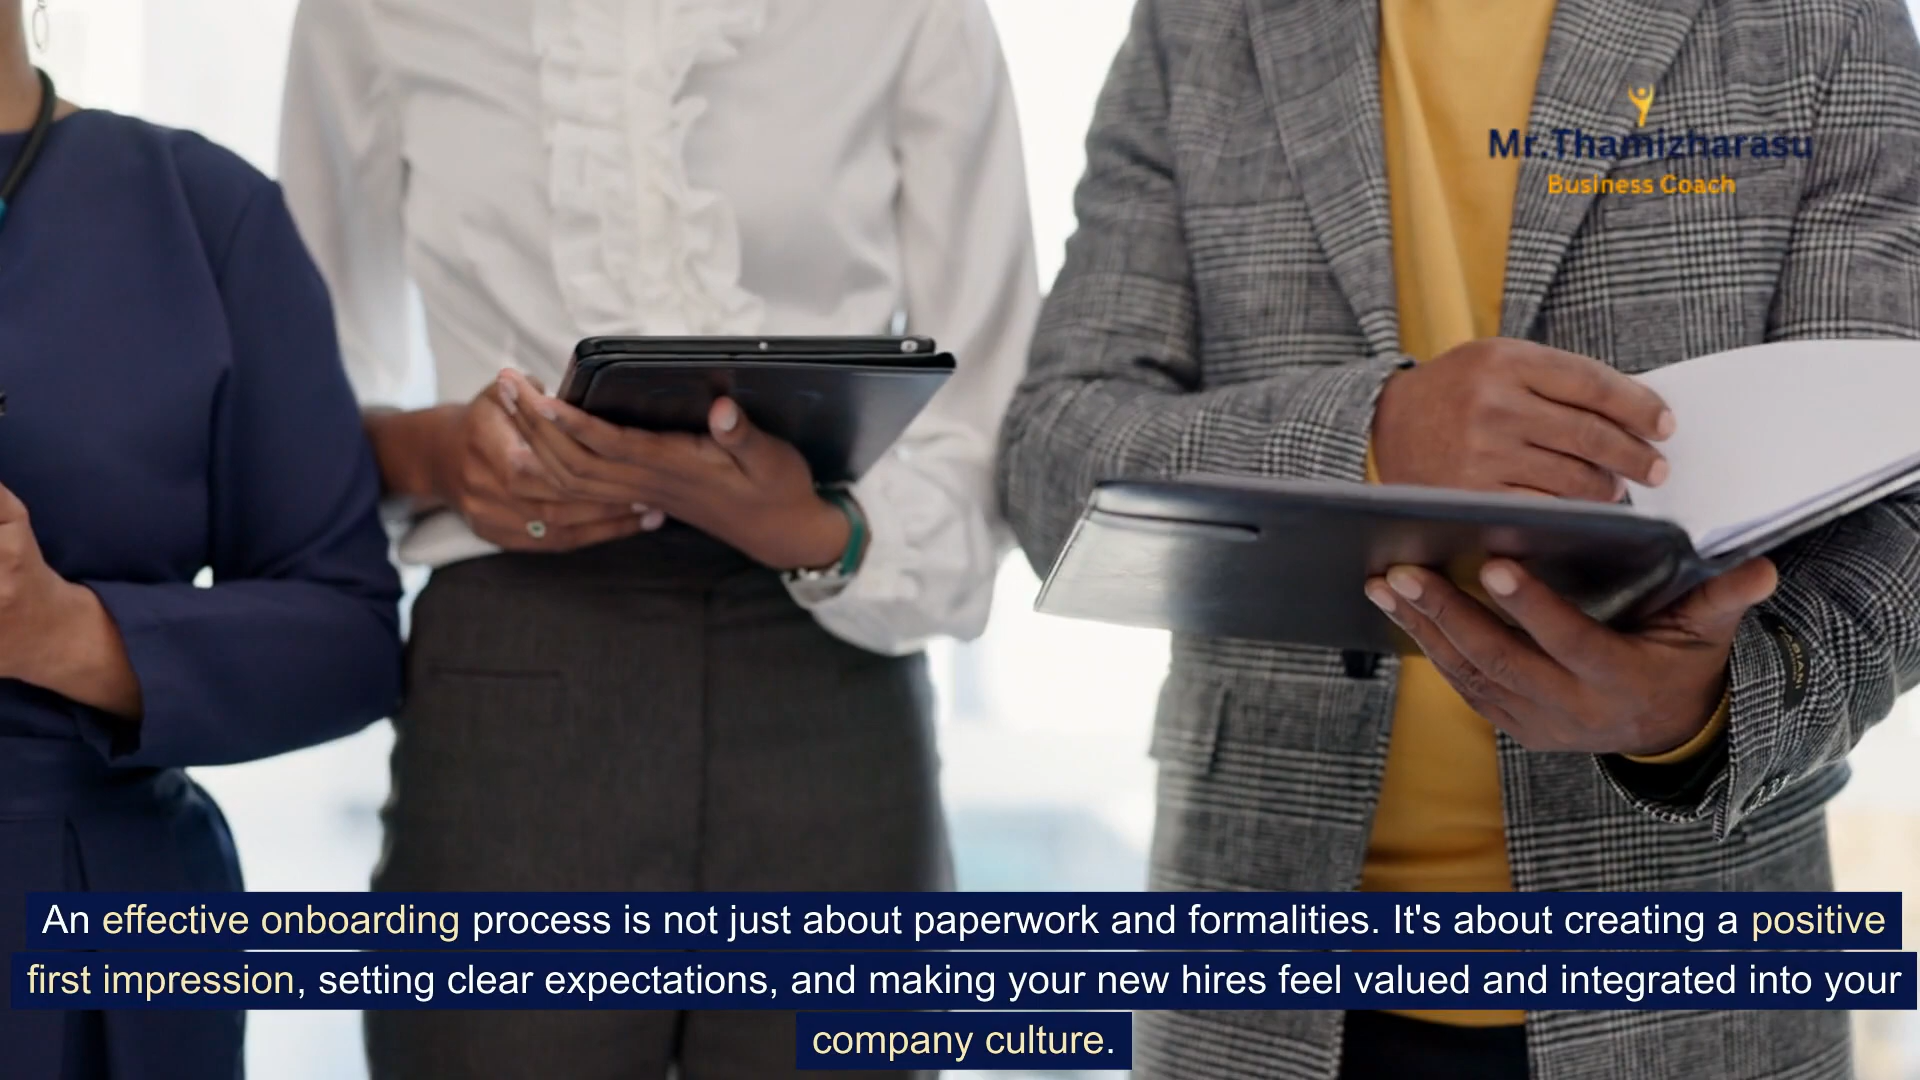 Mr.Thamizharasu
Business Coach
An effective onboarding process is not just about paperwork and formalities. It's about creating a positive
first impression, setting clear expectations, and making your new hires feel valued and integrated into your
company culture.